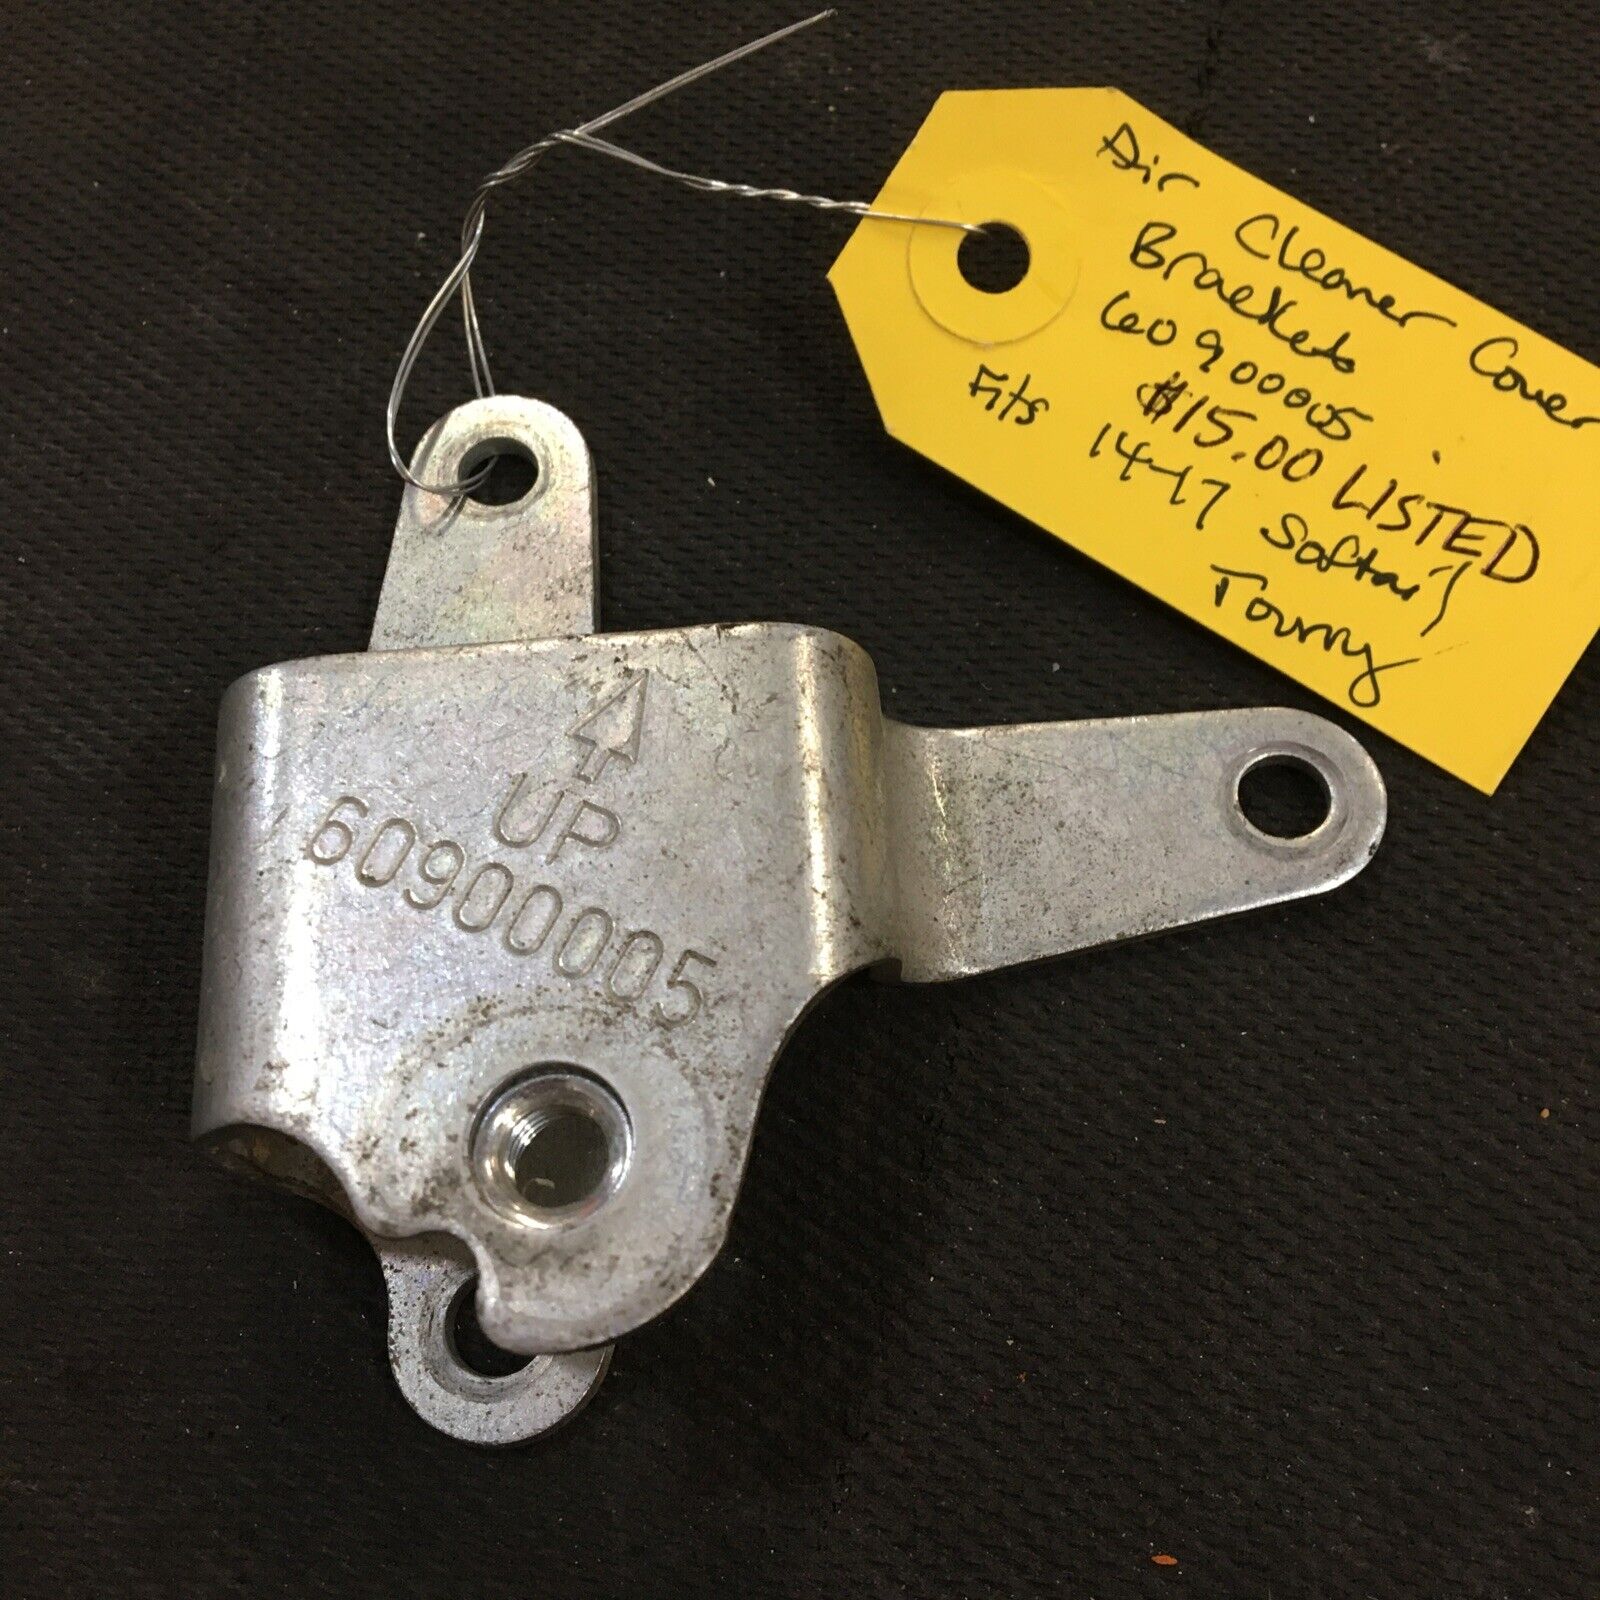 Air Cleaner Cover
Brackets
60900005
$15.00 LISTED
Fits 14-17 Softail
Touring
UP
60900005